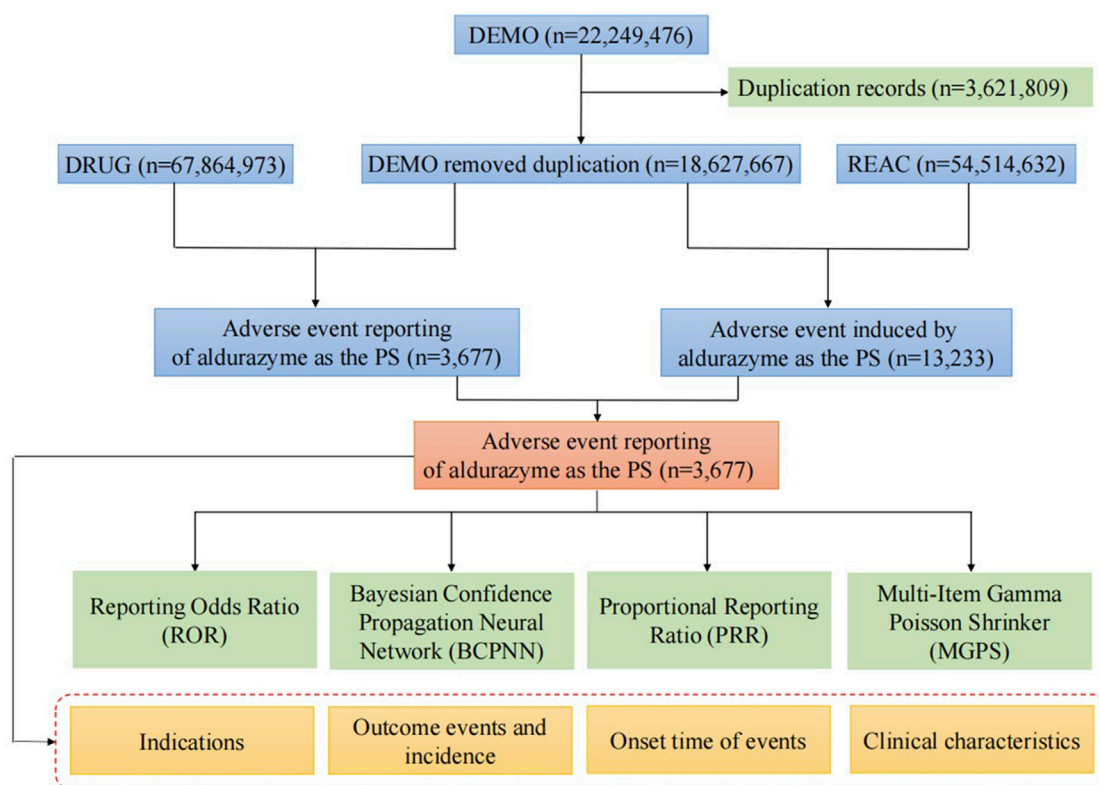 DEMO (n=22,249,476)
Duplication records (n=3,621,809)
DRUG (n=67,864,973)
DEMO removed duplication (n=18,627,667)
REAC (n=54,514,632)
Adverse event reporting
of aldurazyme as the PS (n=3,677)
Adverse event induced by
aldurazyme as the PS (n=13,233)
Adverse event reporting
of aldurazyme as the PS (n=3,677)
Reporting Odds Ratio
(ROR)
Bayesian Confidence
Propagation Neural
Network (BCPNN)
Proportional Reporting
Ratio (PRR)
Multi-Item Gamma
Poisson Shrinker
(MGPS)
Indications
Outcome events and
incidence
Onset time of events
Clinical characteristics